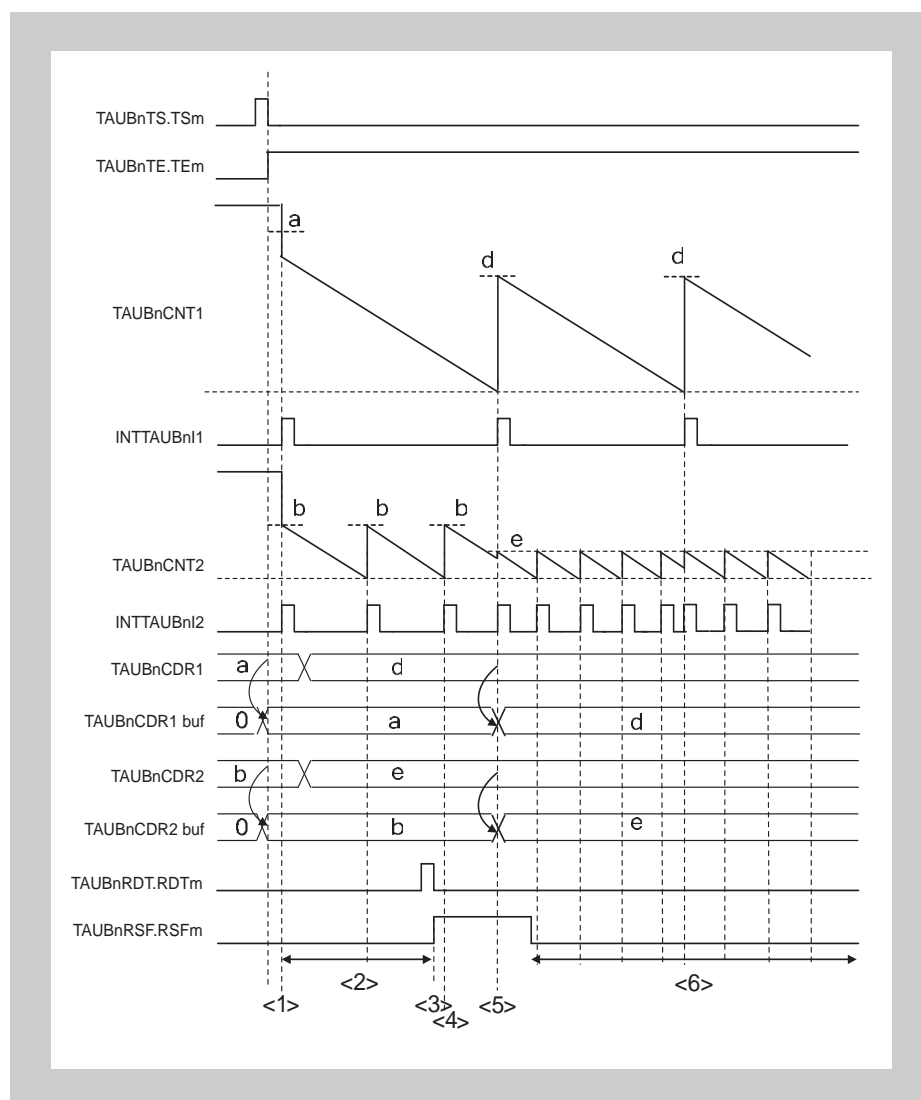 TAUBnTS.TSm
TAUBnTE.TEm
a
d
d
TAUBnCNT1
INTTAUBnI1
b
b
b
e
TAUBnCNT2
INTTAUBnI2
TAUBnCDR1
a
d
TAUBnCDR1 buf
0
a
d
TAUBnCDR2
b
e
TAUBnCDR2 buf
0
b
e
TAUBnRDT.RDTm
TAUBnRSF.RSFm
<1>
<2>
<3>
<4>
<5>
<6>